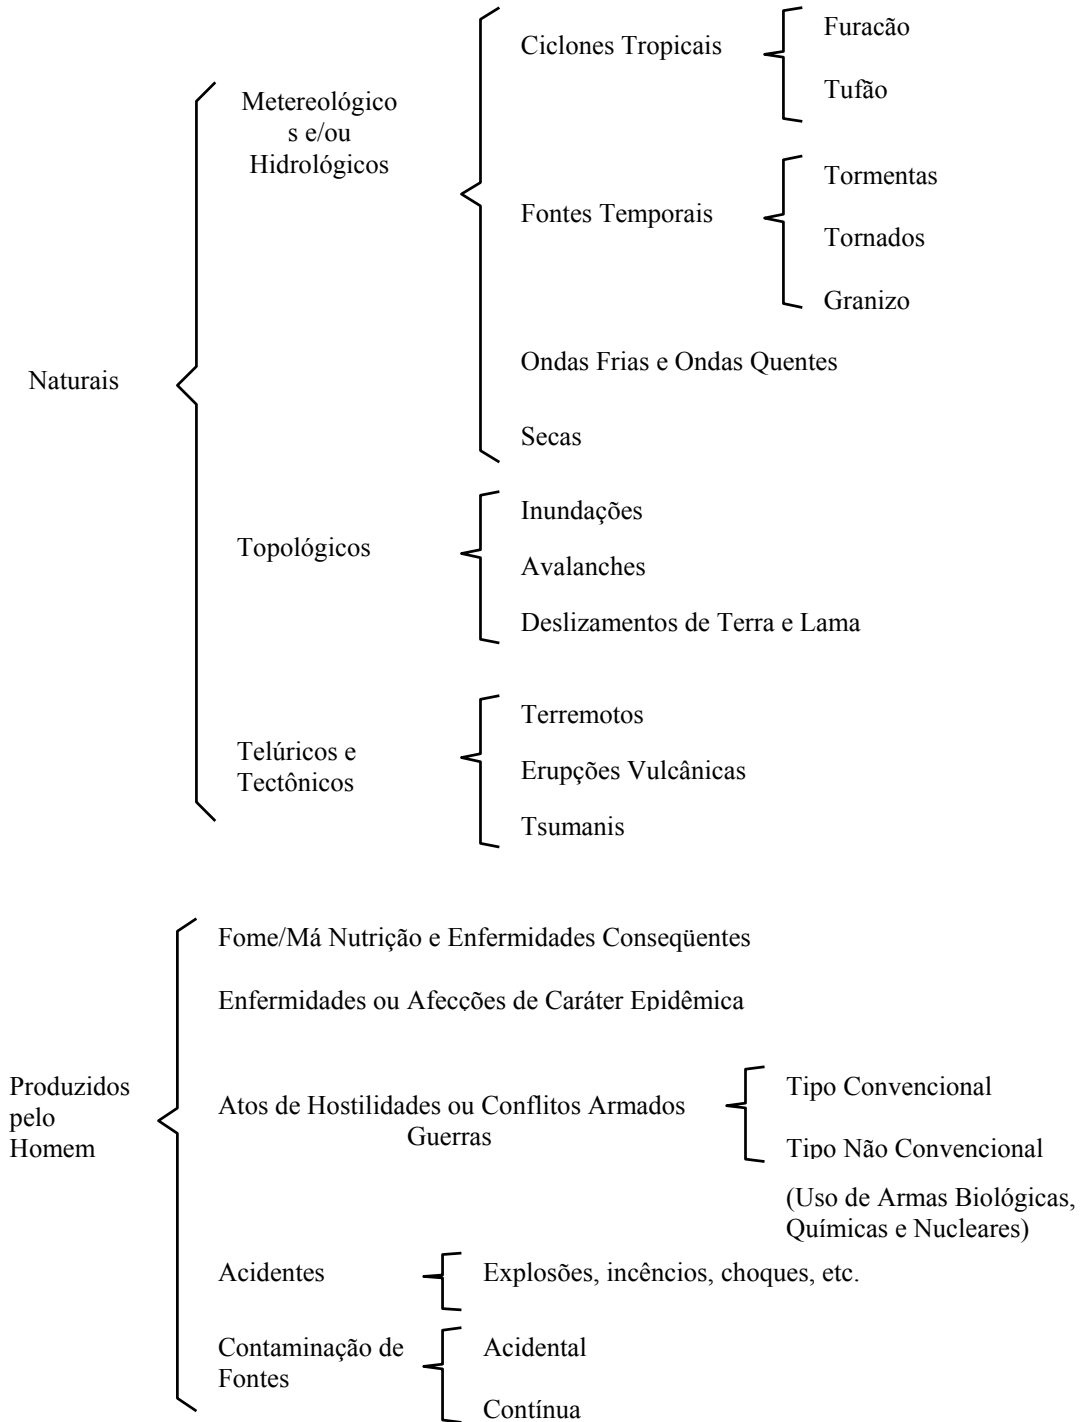 Ciclones Tropicais
Furacão
Tufão
Metereológico
s e/ou
Hidrológicos
Fontes Temporais
Tormentas
Tornados
Granizo
Ondas Frias e Ondas Quentes
Secas
Naturais
Topológicos
Inundações
Avalanches
Deslizamentos de Terra e Lama
Telúricos e
Tectônicos
Terremotos
Erupções Vulcânicas
Tsumanis
Produzidos
pelo
Homem
Fome/Má Nutrição e Enfermidades Conseqüentes
Enfermidades ou Afecções de Caráter Epidêmica
Atos de Hostilidades ou Conflitos Armados
Guerras
Tipo Convencional
Tipo Não Convencional
(Uso de Armas Biológicas,
Químicas e Nucleares)
Acidentes
Explosões, incêncios, choques, etc.
Contaminação de
Fontes
Acidental
Contínua